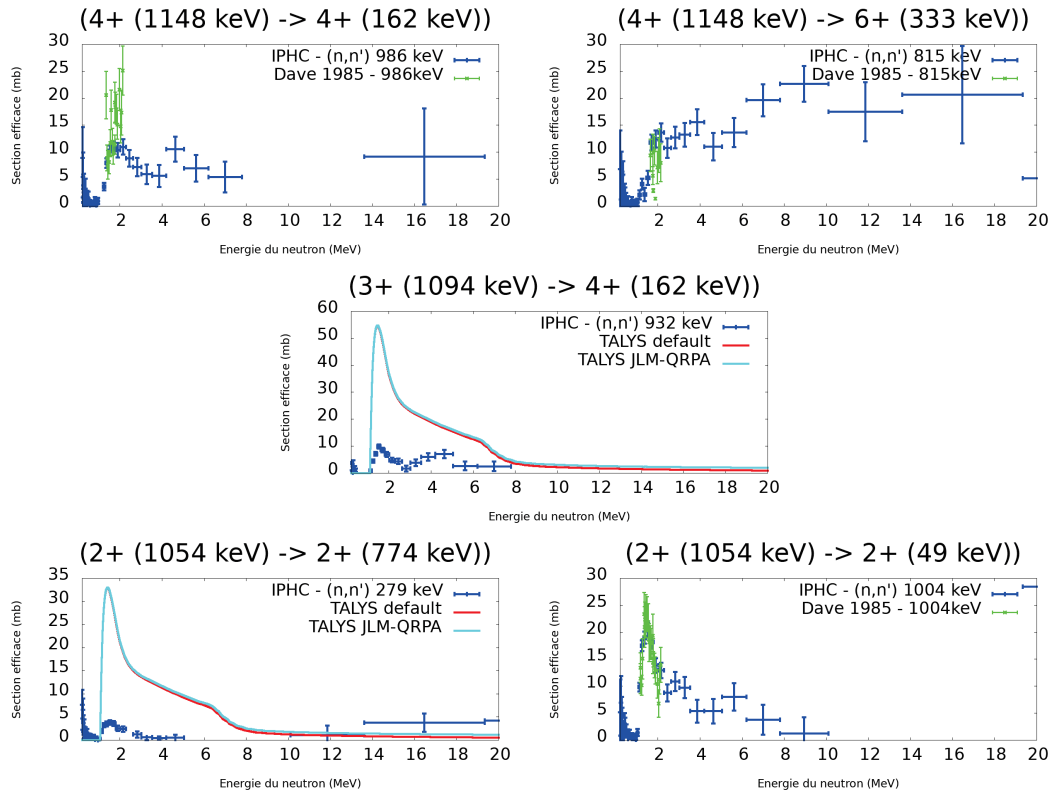 (4+ (1148 keV) -> 4+ (162 keV))
Section efficace (mb)
30
25
20
15
10
5
0
IPHC - (n,n') 986 keV
Dave 1985 - 986keV
2 4 6 8 10 12 14 16 18 20
Energie du neutron (MeV)
(4+ (1148 keV) -> 6+ (333 keV))
Section efficace (mb)
30
25
20
15
10
5
0
IPHC - (n,n') 815 keV
Dave 1985 - 815keV
2 4 6 8 10 12 14 16 18 20
Energie du neutron (MeV)
(3+ (1094 keV) -> 4+ (162 keV))
Section efficace (mb)
60
50
40
30
20
10
0
IPHC - (n,n') 932 keV
TALYS default
TALYS JLM-QRPA
2 4 6 8 10 12 14 16 18 20
Energie du neutron (MeV)
(2+ (1054 keV) -> 2+ (774 keV))
Section efficace (mb)
35
30
25
20
15
10
5
0
IPHC - (n,n') 279 keV
TALYS default
TALYS JLM-QRPA
2 4 6 8 10 12 14 16 18 20
Energie du neutron (MeV)
(2+ (1054 keV) -> 2+ (49 keV))
Section efficace (mb)
30
25
20
15
10
5
0
IPHC - (n,n') 1004 keV
Dave 1985 - 1004keV
2 4 6 8 10 12 14 16 18 20
Energie du neutron (MeV)